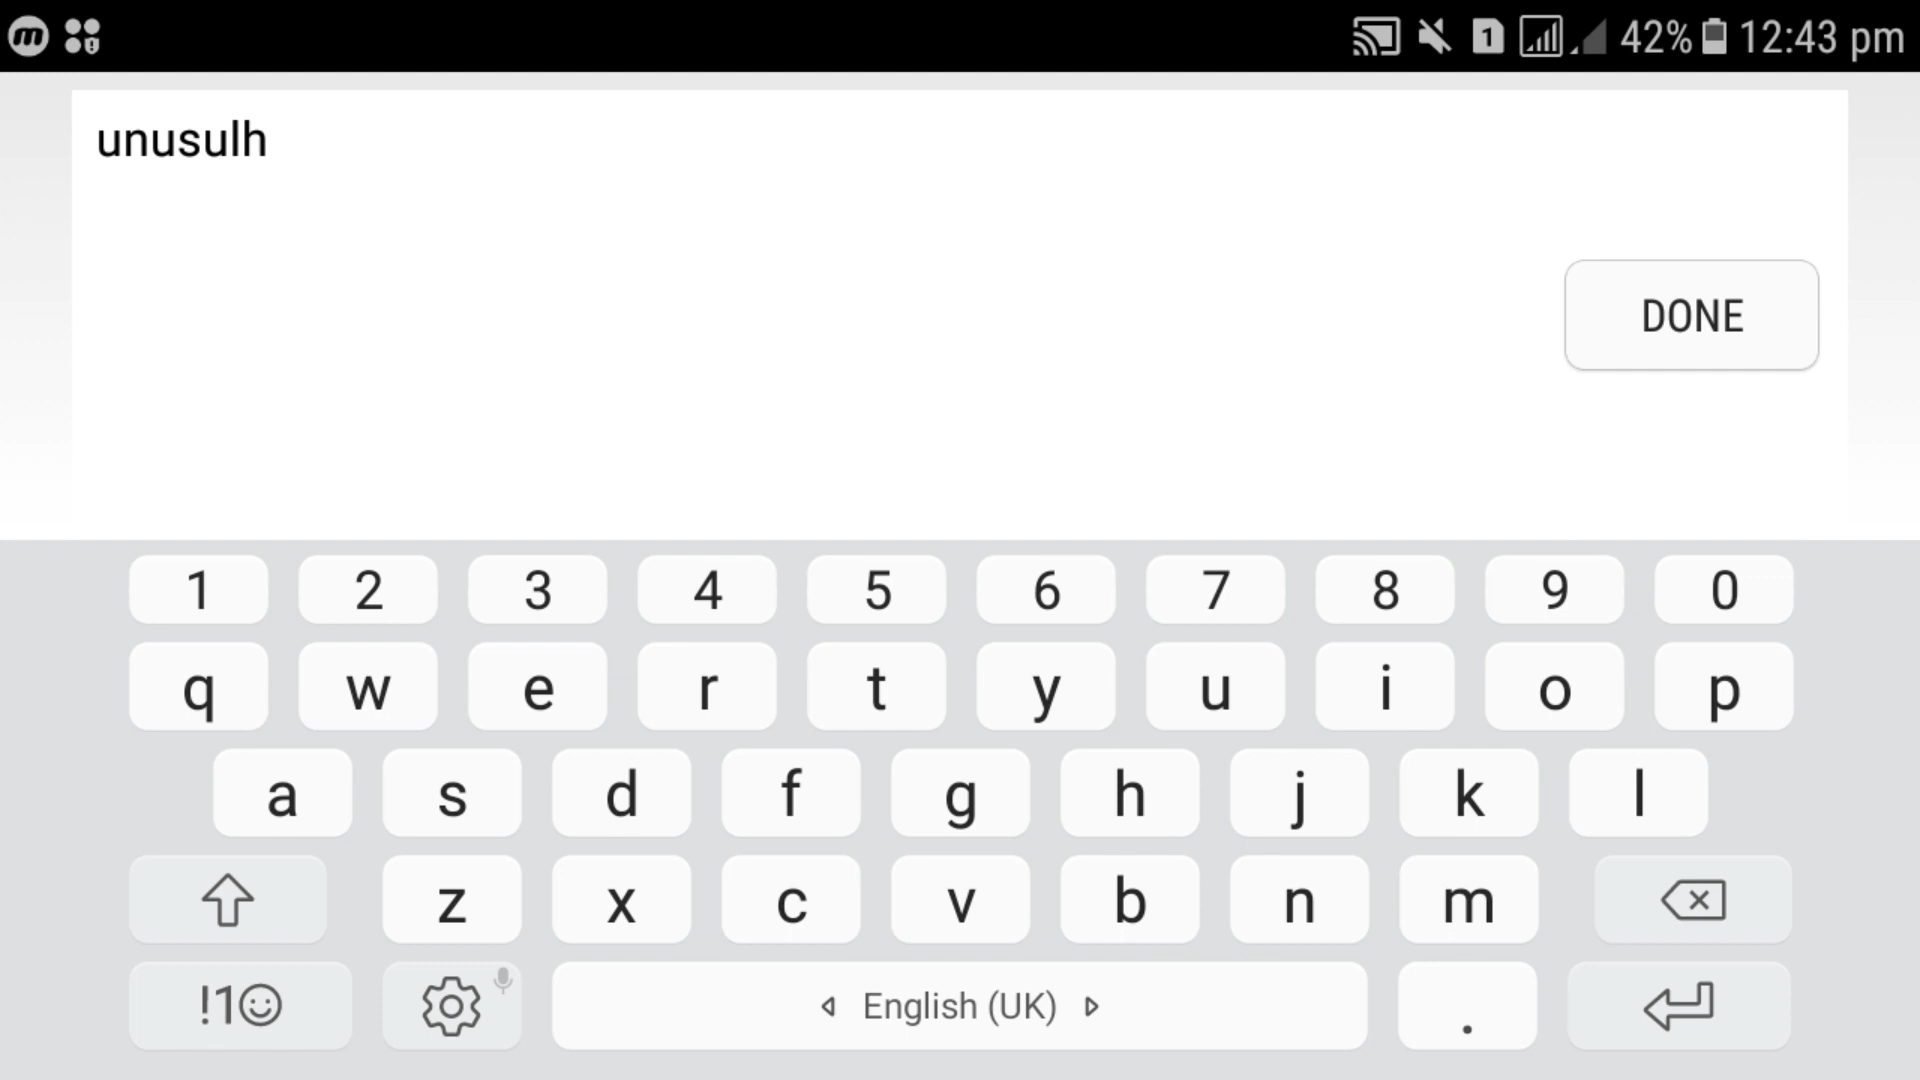 1 42% 12:43 pm
unusulh
DONE
1 2 3 4 5 6 7 8 9 0
q w e r t y u i o p
a s d f g h j k l
z x c v b n m
!1☺ English (UK) .